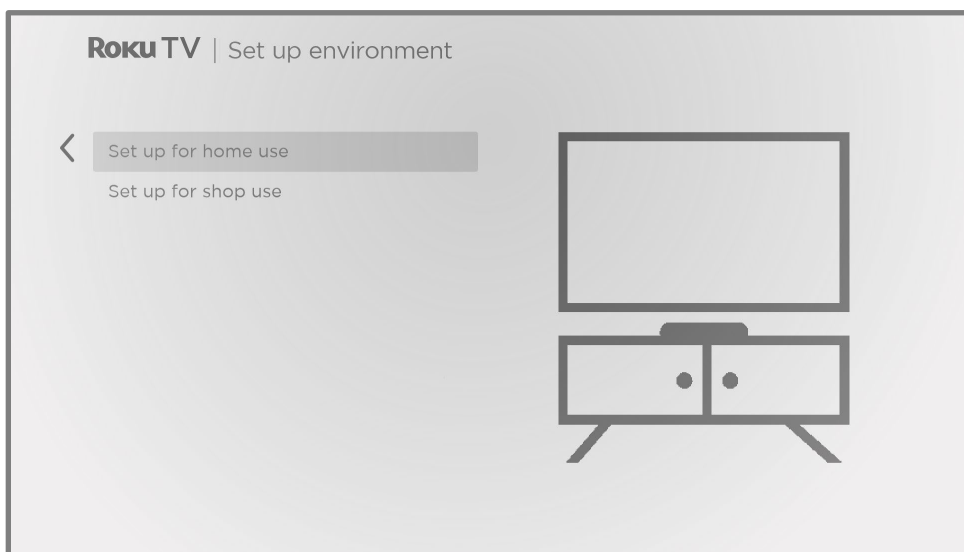 Roku TV | Set up environment
Set up for home use
Set up for shop use